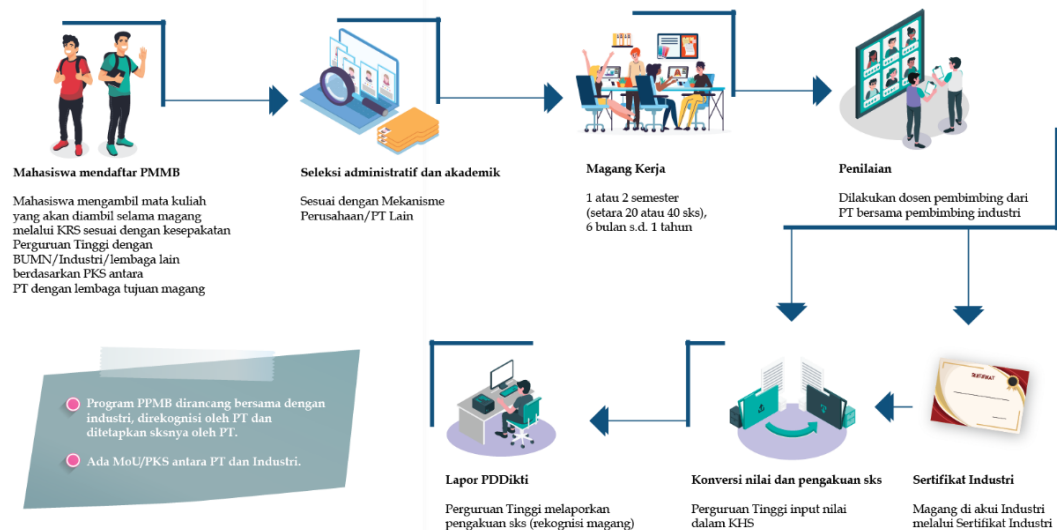 Mahasiswa mendaftar PMMB
Mahasiswa mengambil mata kuliah
yang akan diambil selama magang
melalui KRS sesuai dengan kesepakatan
Perguruan Tinggi dengan
BUMN/Industri/lembaga lain
berdasarkan PKS antara
PT dengan lembaga tujuan magang
Seleksi administratif dan akademik
Sesuai dengan Mekanisme
Perusahaan/PT Lain
Magang Kerja
1 atau 2 semester
(setara 20 atau 40 sks),
6 bulan s.d. 1 tahun
Penilaian
Dilakukan dosen pembimbing dari
PT bersama pembimbing industri
Program PPMB dirancang bersama dengan
industri, direkognisi oleh PT dan
ditetapkan sksnya oleh PT.
Ada MoU/PKS antara PT dan Industri.
Lapor PDDikti
Perguruan Tinggi melaporkan
pengakuan sks (rekognisi magang)
Konversi nilai dan pengakuan sks
Perguruan Tinggi input nilai
dalam KHS
Sertifikat Industri
Magang di akui Industri
melalui Sertifikat Industri